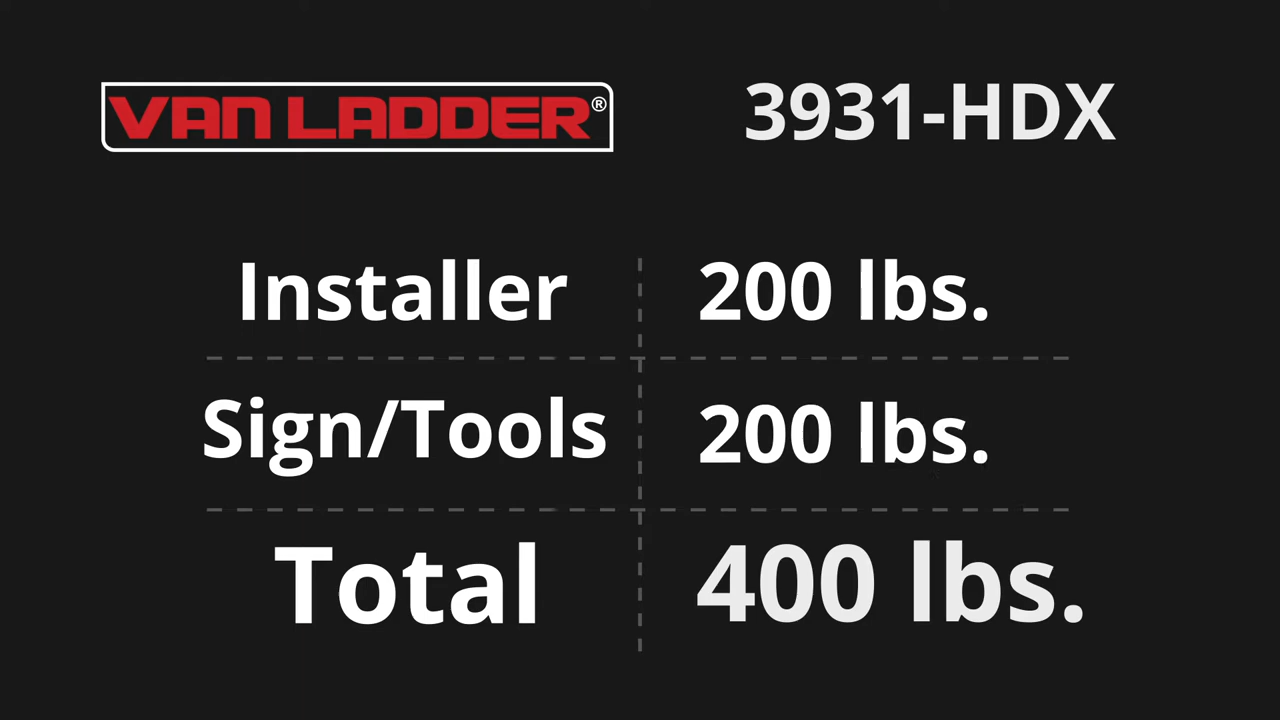 VAN LADDER® 3931-HDX
Installer 200 lbs.
Sign/Tools 200 lbs.
Total 400 lbs.